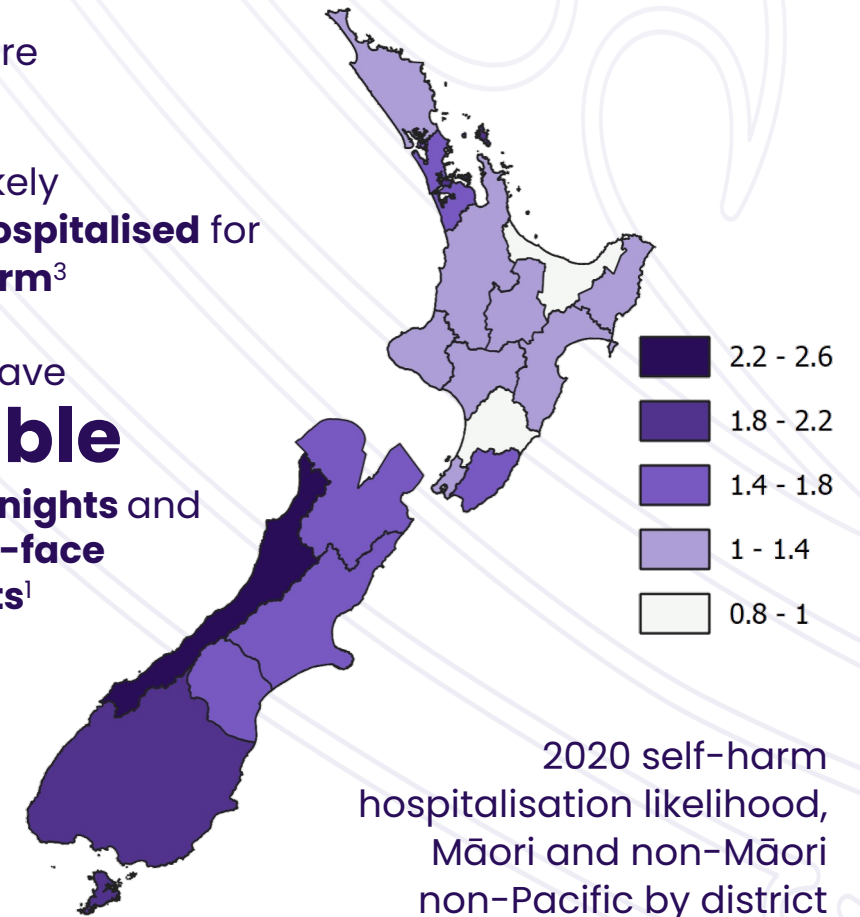 re
kely
ospitalised for
rm³
ave
ble
nights and
-face
ts¹
2.2 - 2.6
1.8 - 2.2
1.4 - 1.8
1 - 1.4
0.8 - 1
2020 self-harm
hospitalisation likelihood,
Māori and non-Māori
non-Pacific by district